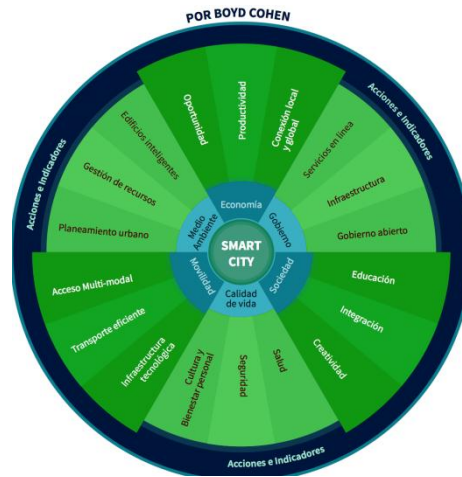 POR BOYD COHEN
Acciones e Indicadores
Acciones e Indicadores
Acciones e Indicadores
Oportunidad
Productividad
Conexión local
y global
Servicios en línea
Infraestructura
Gobierno abierto
Educación
Integración
Creatividad
Salud
Seguridad
Cultura y
Bienestar personal
Infraestructura
tecnológica
Transporte eficiente
Acceso Multi-modal
Planeamiento urbano
Gestión de recursos
Edificios inteligentes
Economía
Gobierno
Sociedad
Calidad
de vida
Movilidad
Medio
Ambiente
SMART
CITY